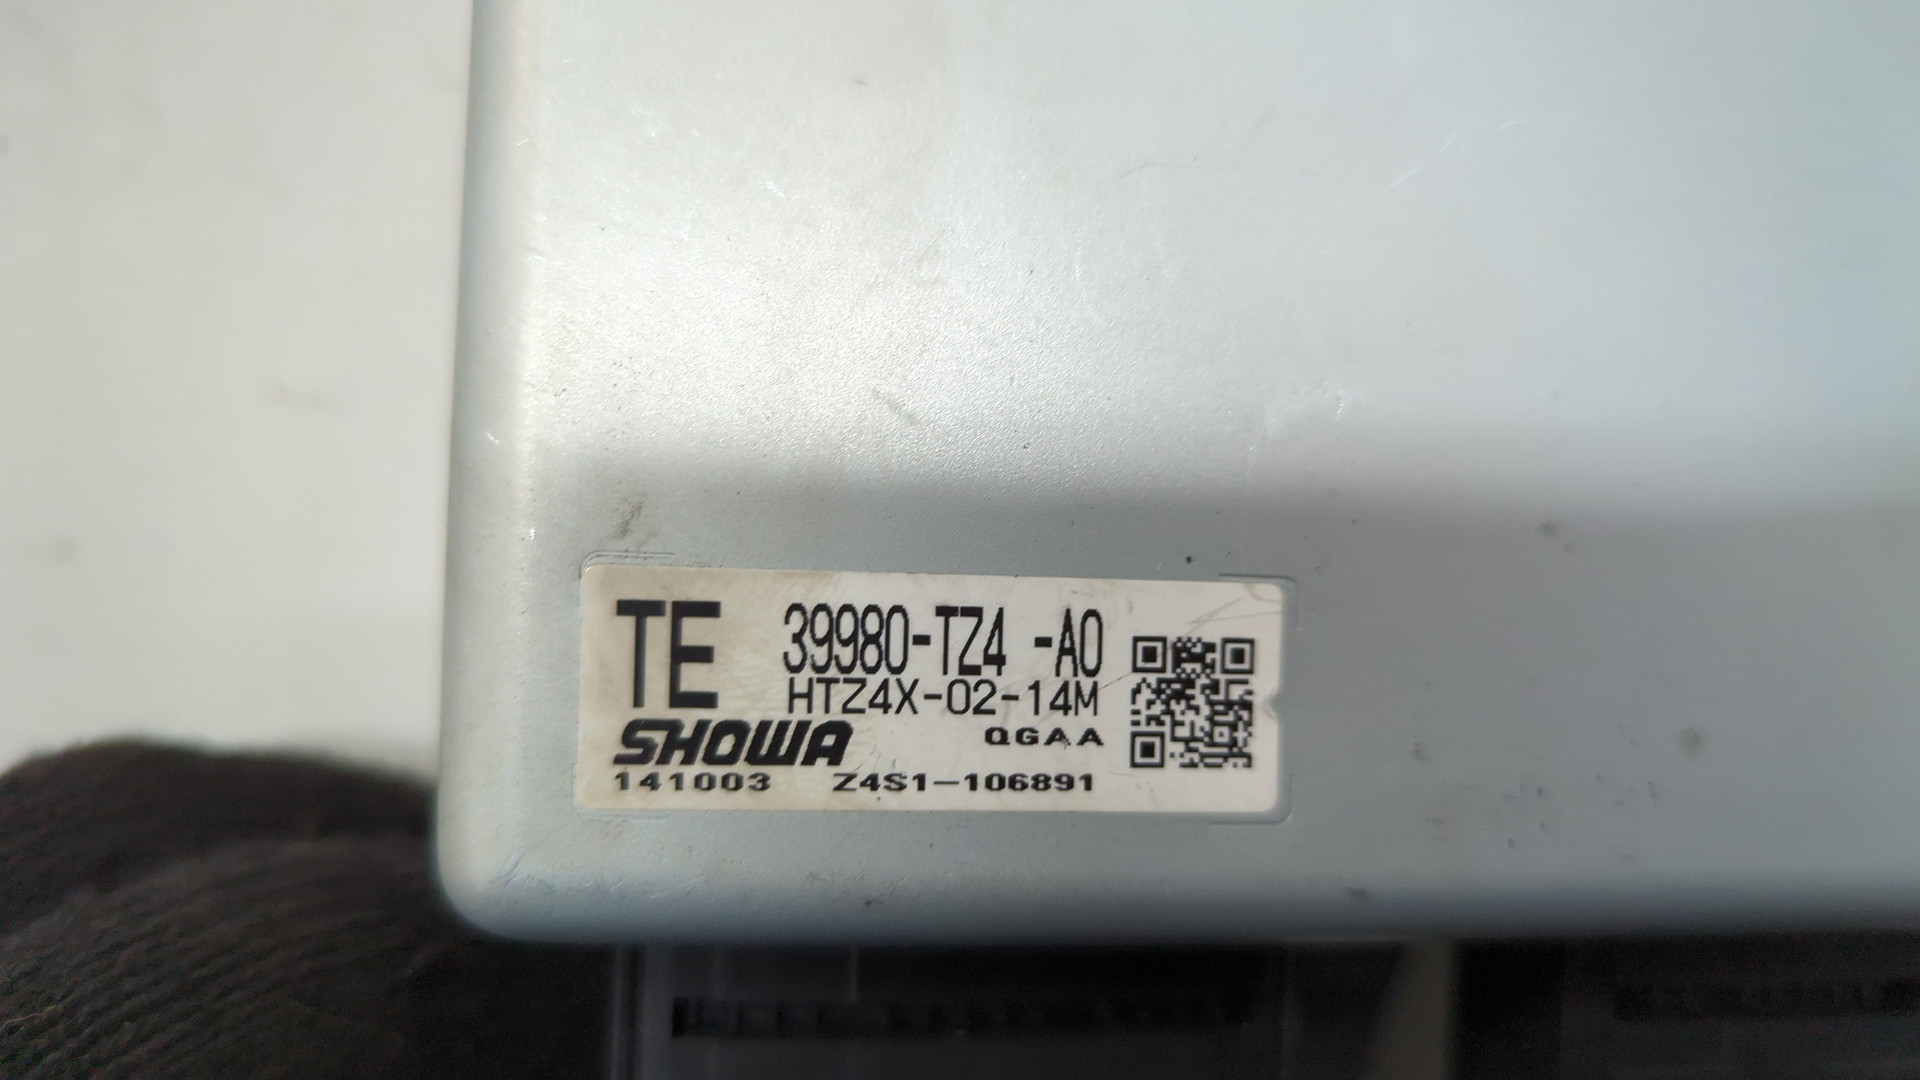 TE 39980-TZ4 -A0
HTZ4X-02-14M
SHOWA QGAA
141003 Z4S1-106891